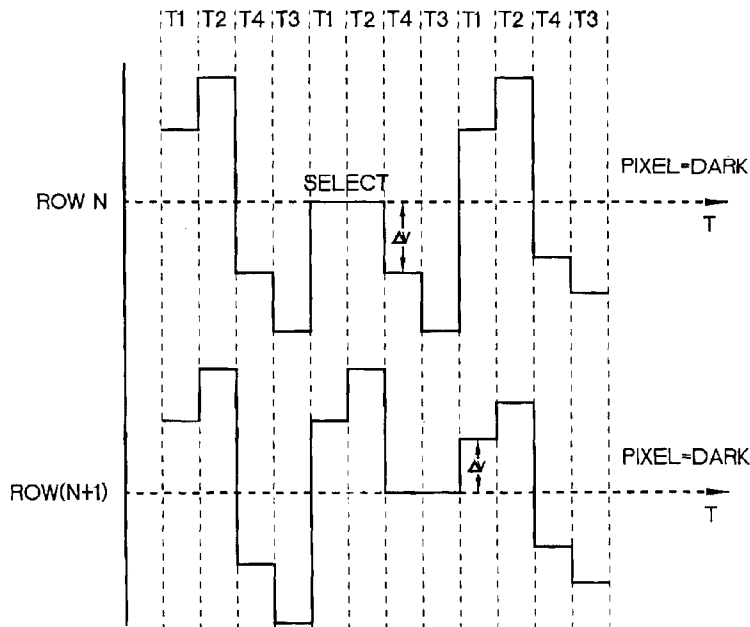 T1 T2 T4 T3 T1 T2 T4 T3 T1 T2 T4 T3
PIXEL=DARK
SELECT
ROW N
T
ΔV
PIXEL=DARK
ΔV
ROW(N+1)
T